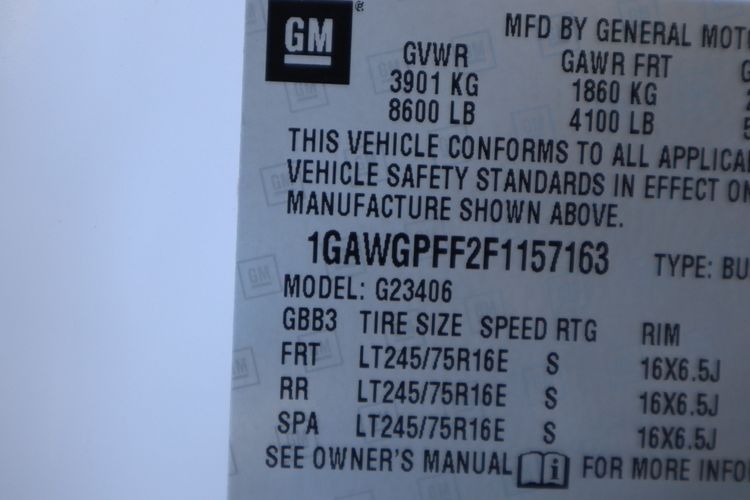 GM®
MFD BY GENERAL MOTO
GVWR GAWR FRT G
3901 KG 1860 KG
8600 LB 4100 LB 5
THIS VEHICLE CONFORMS TO ALL APPLICA
VEHICLE SAFETY STANDARDS IN EFFECT ON
MANUFACTURE SHOWN ABOVE.
1GAWGPFF2F1157163 TYPE: BU
MODEL: G23406
GBB3 TIRE SIZE SPEED RTG RIM
FRT LT245/75R16E S 16X6.5J
RR LT245/75R16E S 16X6.5J
SPA LT245/75R16E S 16X6.5J
SEE OWNER'S MANUAL i FOR MORE INFO